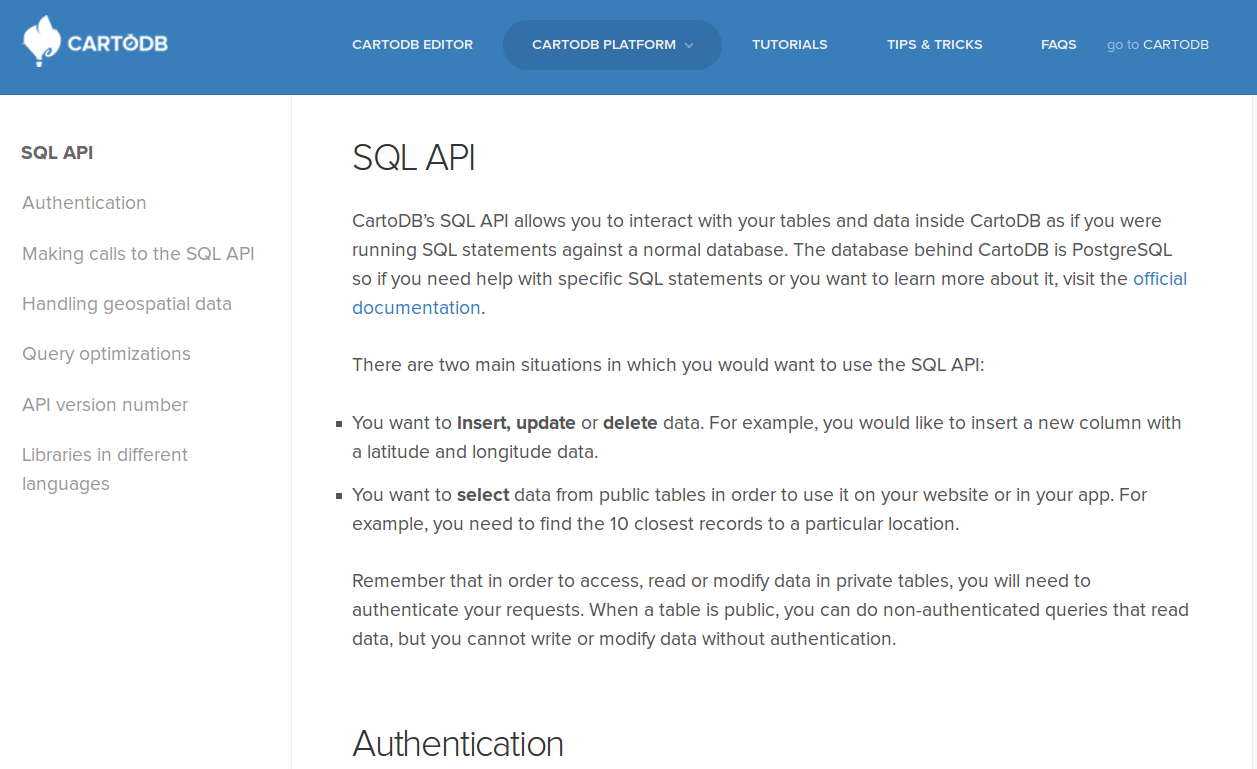 CARTODB
CARTODB EDITOR
CARTODB PLATFORM
TUTORIALS
TIPS & TRICKS
FAQS
go to CARTODB
SQL API
Authentication
Making calls to the SQL API
Handling geospatial data
Query optimizations
API version number
Libraries in different
languages
SQL API
CartoDB’s SQL API allows you to interact with your tables and data inside CartoDB as if you were
running SQL statements against a normal database. The database behind CartoDB is PostgreSQL
so if you need help with specific SQL statements or you want to learn more about it, visit the official
documentation.
There are two main situations in which you would want to use the SQL API:
You want to Insert, update or delete data. For example, you would like to insert a new column with
a latitude and longitude data.
You want to select data from public tables in order to use it on your website or in your app. For
example, you need to find the 10 closest records to a particular location.
Remember that in order to access, read or modify data in private tables, you will need to
authenticate your requests. When a table is public, you can do non-authenticated queries that read
data, but you cannot write or modify data without authentication.
Authentication